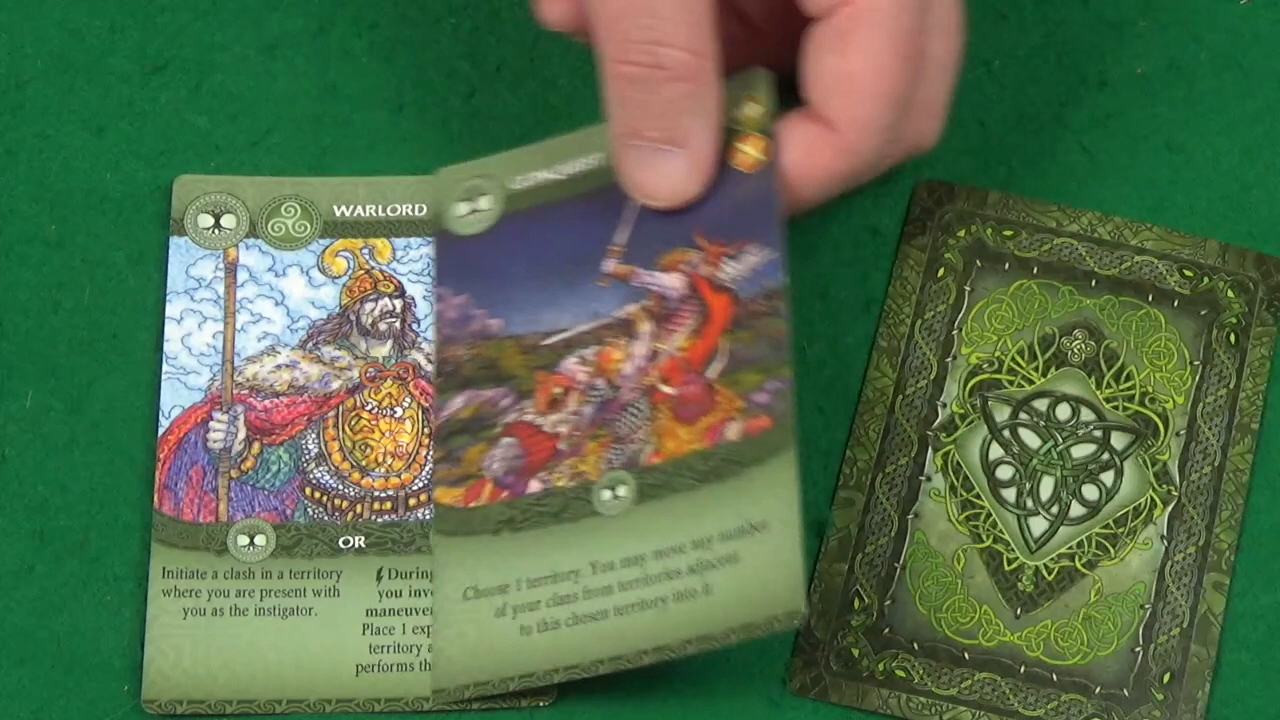 WARLORD
CONQUEST
OR
Initiate a clash in a territory
where you are present with
you as the instigator.
During
you inv
maneuve
Place 1 exp
territory a
performs th
Choose 1 territory. You may move any number
of your clans from territories adjacent
to this chosen territory into it.